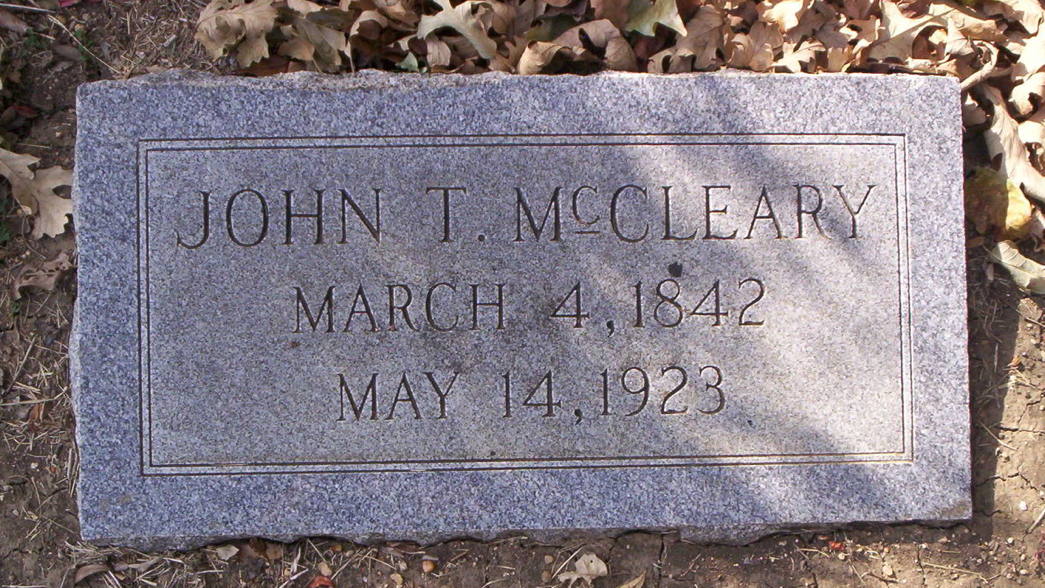 JOHN T. McCLEARY
MARCH 4, 1842
MAY 14, 1923